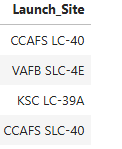 Launch_Site
CCAFS LC-40
VAFB SLC-4E
KSC LC-39A
CCAFS SLC-40